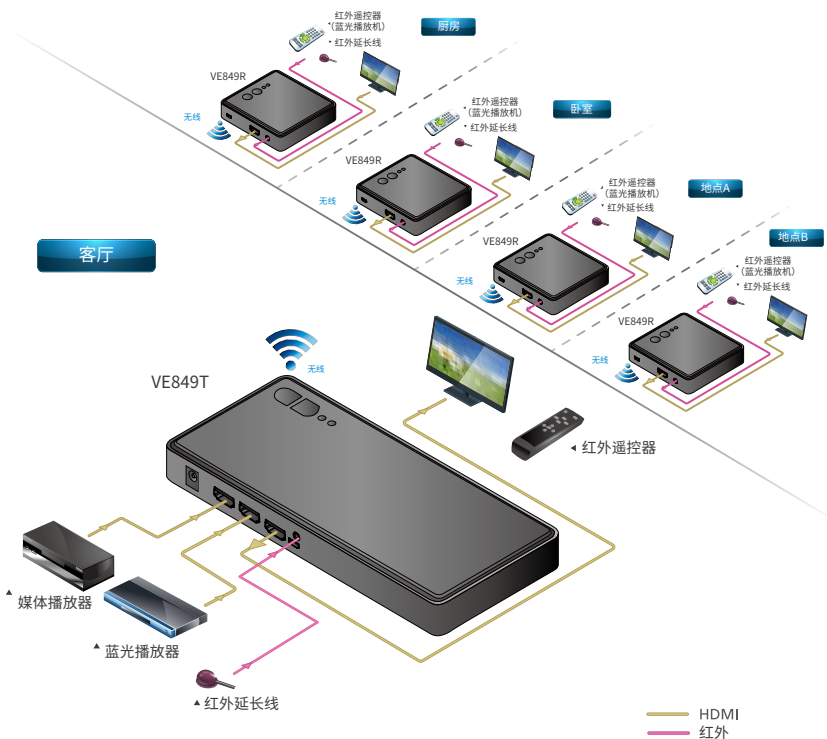 红外遥控器
（蓝光播放机）
红外延长线
厨房
VE849R
无线
红外遥控器
（蓝光播放机）
红外延长线
卧室
VE849R
无线
红外遥控器
（蓝光播放机）
红外延长线
地点A
VE849R
无线
地点B
红外遥控器
（蓝光播放机）
红外延长线
VE849R
无线
客厅
无线
VE849T
红外遥控器
媒体播放器
蓝光播放器
红外延长线
HDMI
红外